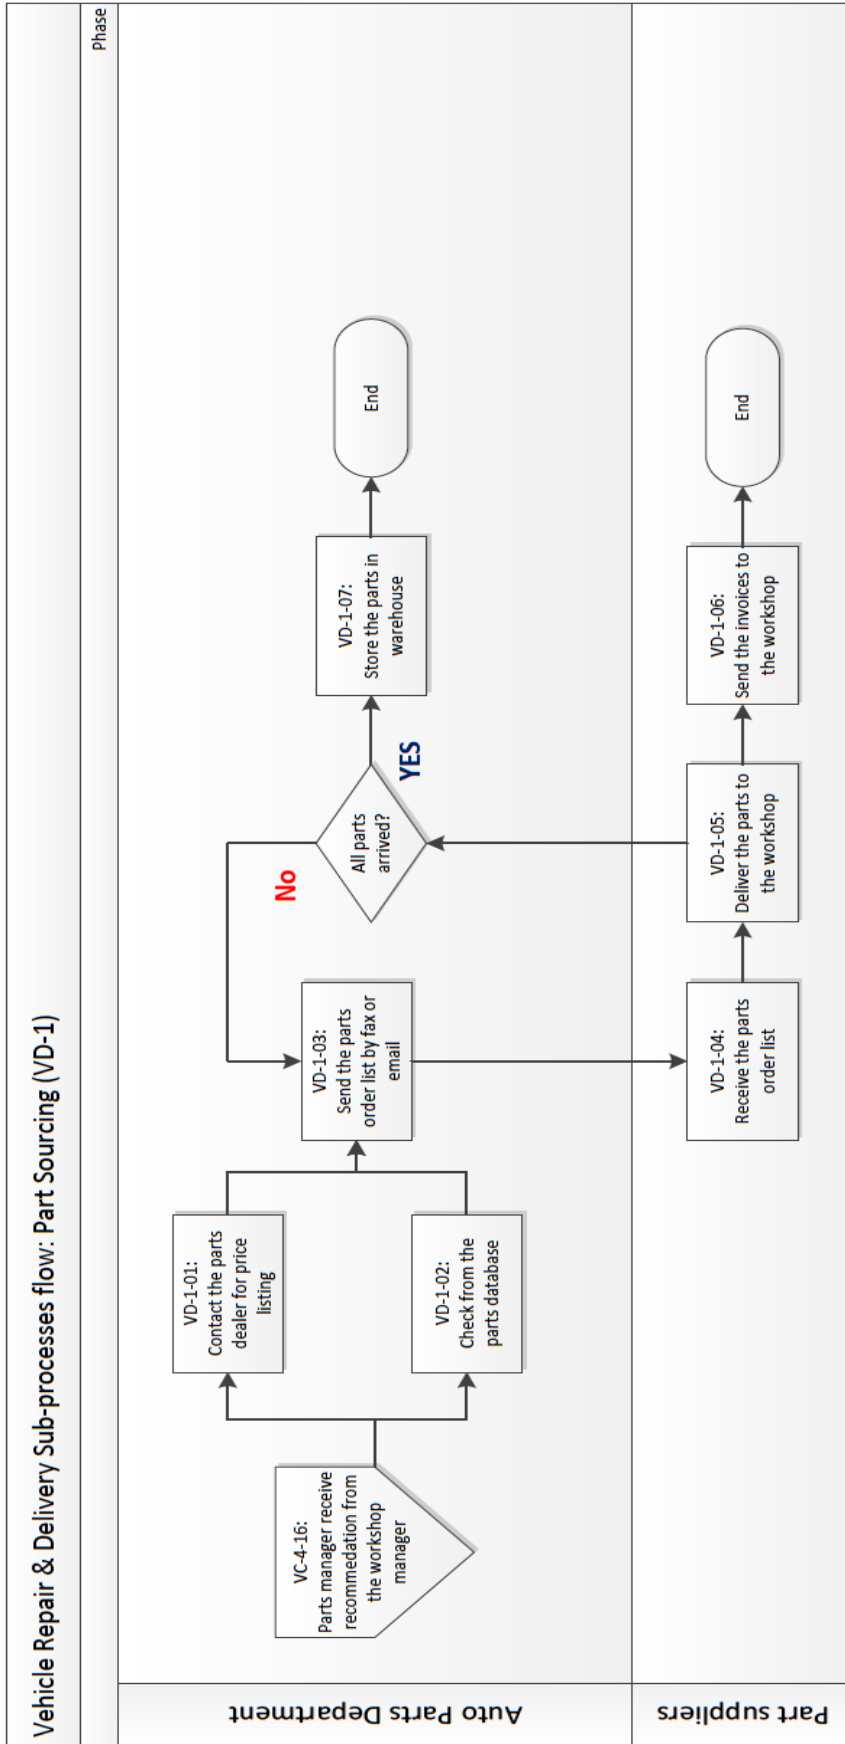 Vehicle Repair & Delivery Sub-processes flow: Part Sourcing (VD-1)
Phase
Auto Parts Department
VC-4-16:
Parts manager receive
recommedation from
the workshop
manager
VD-1-01:
Contact the parts
dealer for price
listing
VD-1-02:
Check from the
parts database
VD-1-03:
Send the parts
order list by fax or
email
No
All parts
arrived?
YES
VD-1-07:
Store the parts in
warehouse
End
Part suppliers
VD-1-04:
Receive the parts
order list
VD-1-05:
Deliver the parts to
the workshop
VD-1-06:
Send the invoices to
the workshop
End